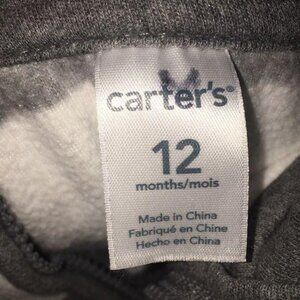 carter's®
12
months/mois
Made in China
Fabriqué en Chine
Hecho en China